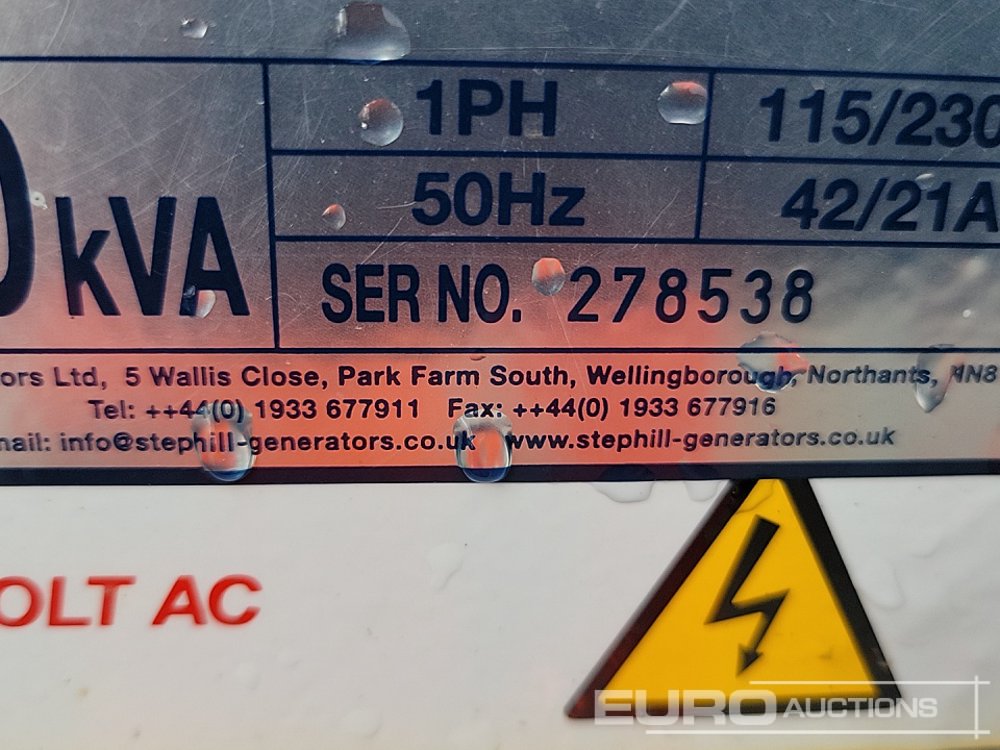 0 kVA
1PH 115/230
50Hz 42/21A
SER NO. 278538
ors Ltd, 5 Wallis Close, Park Farm South, Wellingborough, Northants, NN8
Tel: ++44(0) 1933 677911 Fax: ++44(0) 1933 677916
mail: info@stephill-generators.co.uk www.stephill-generators.co.uk
OLT AC
EURO AUCTIONS